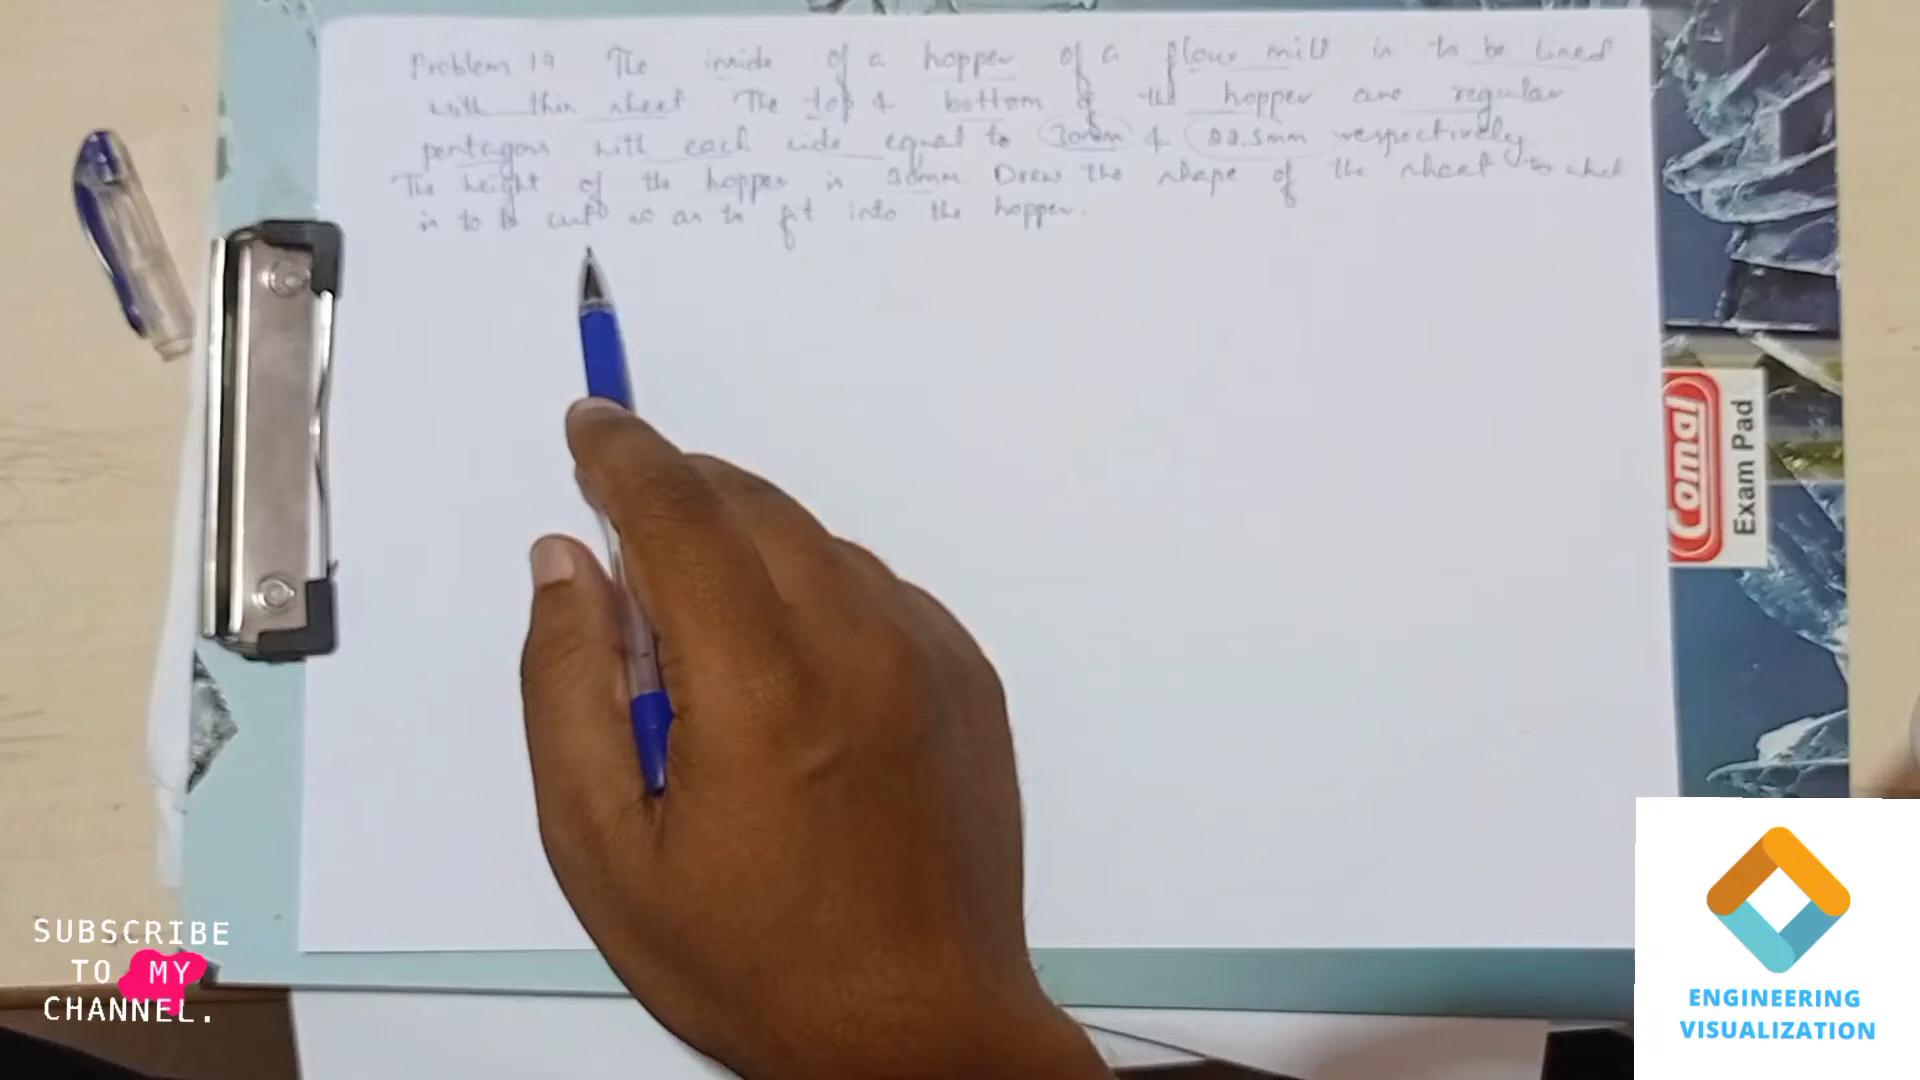 Problem 19 The inside of a hopper of a flour mill is to be lined
with thin sheet The top & bottom of the hopper are regular
pentagons with each side equal to 30mm & 22.5mm respectively
The height of the hopper is 30mm. Draw the shape of the sheet to which
is to be cut so as to fit into the hopper.
Comal
Exam Pad
SUBSCRIBE
TO MY
CHANNEL.
ENGINEERING
VISUALIZATION